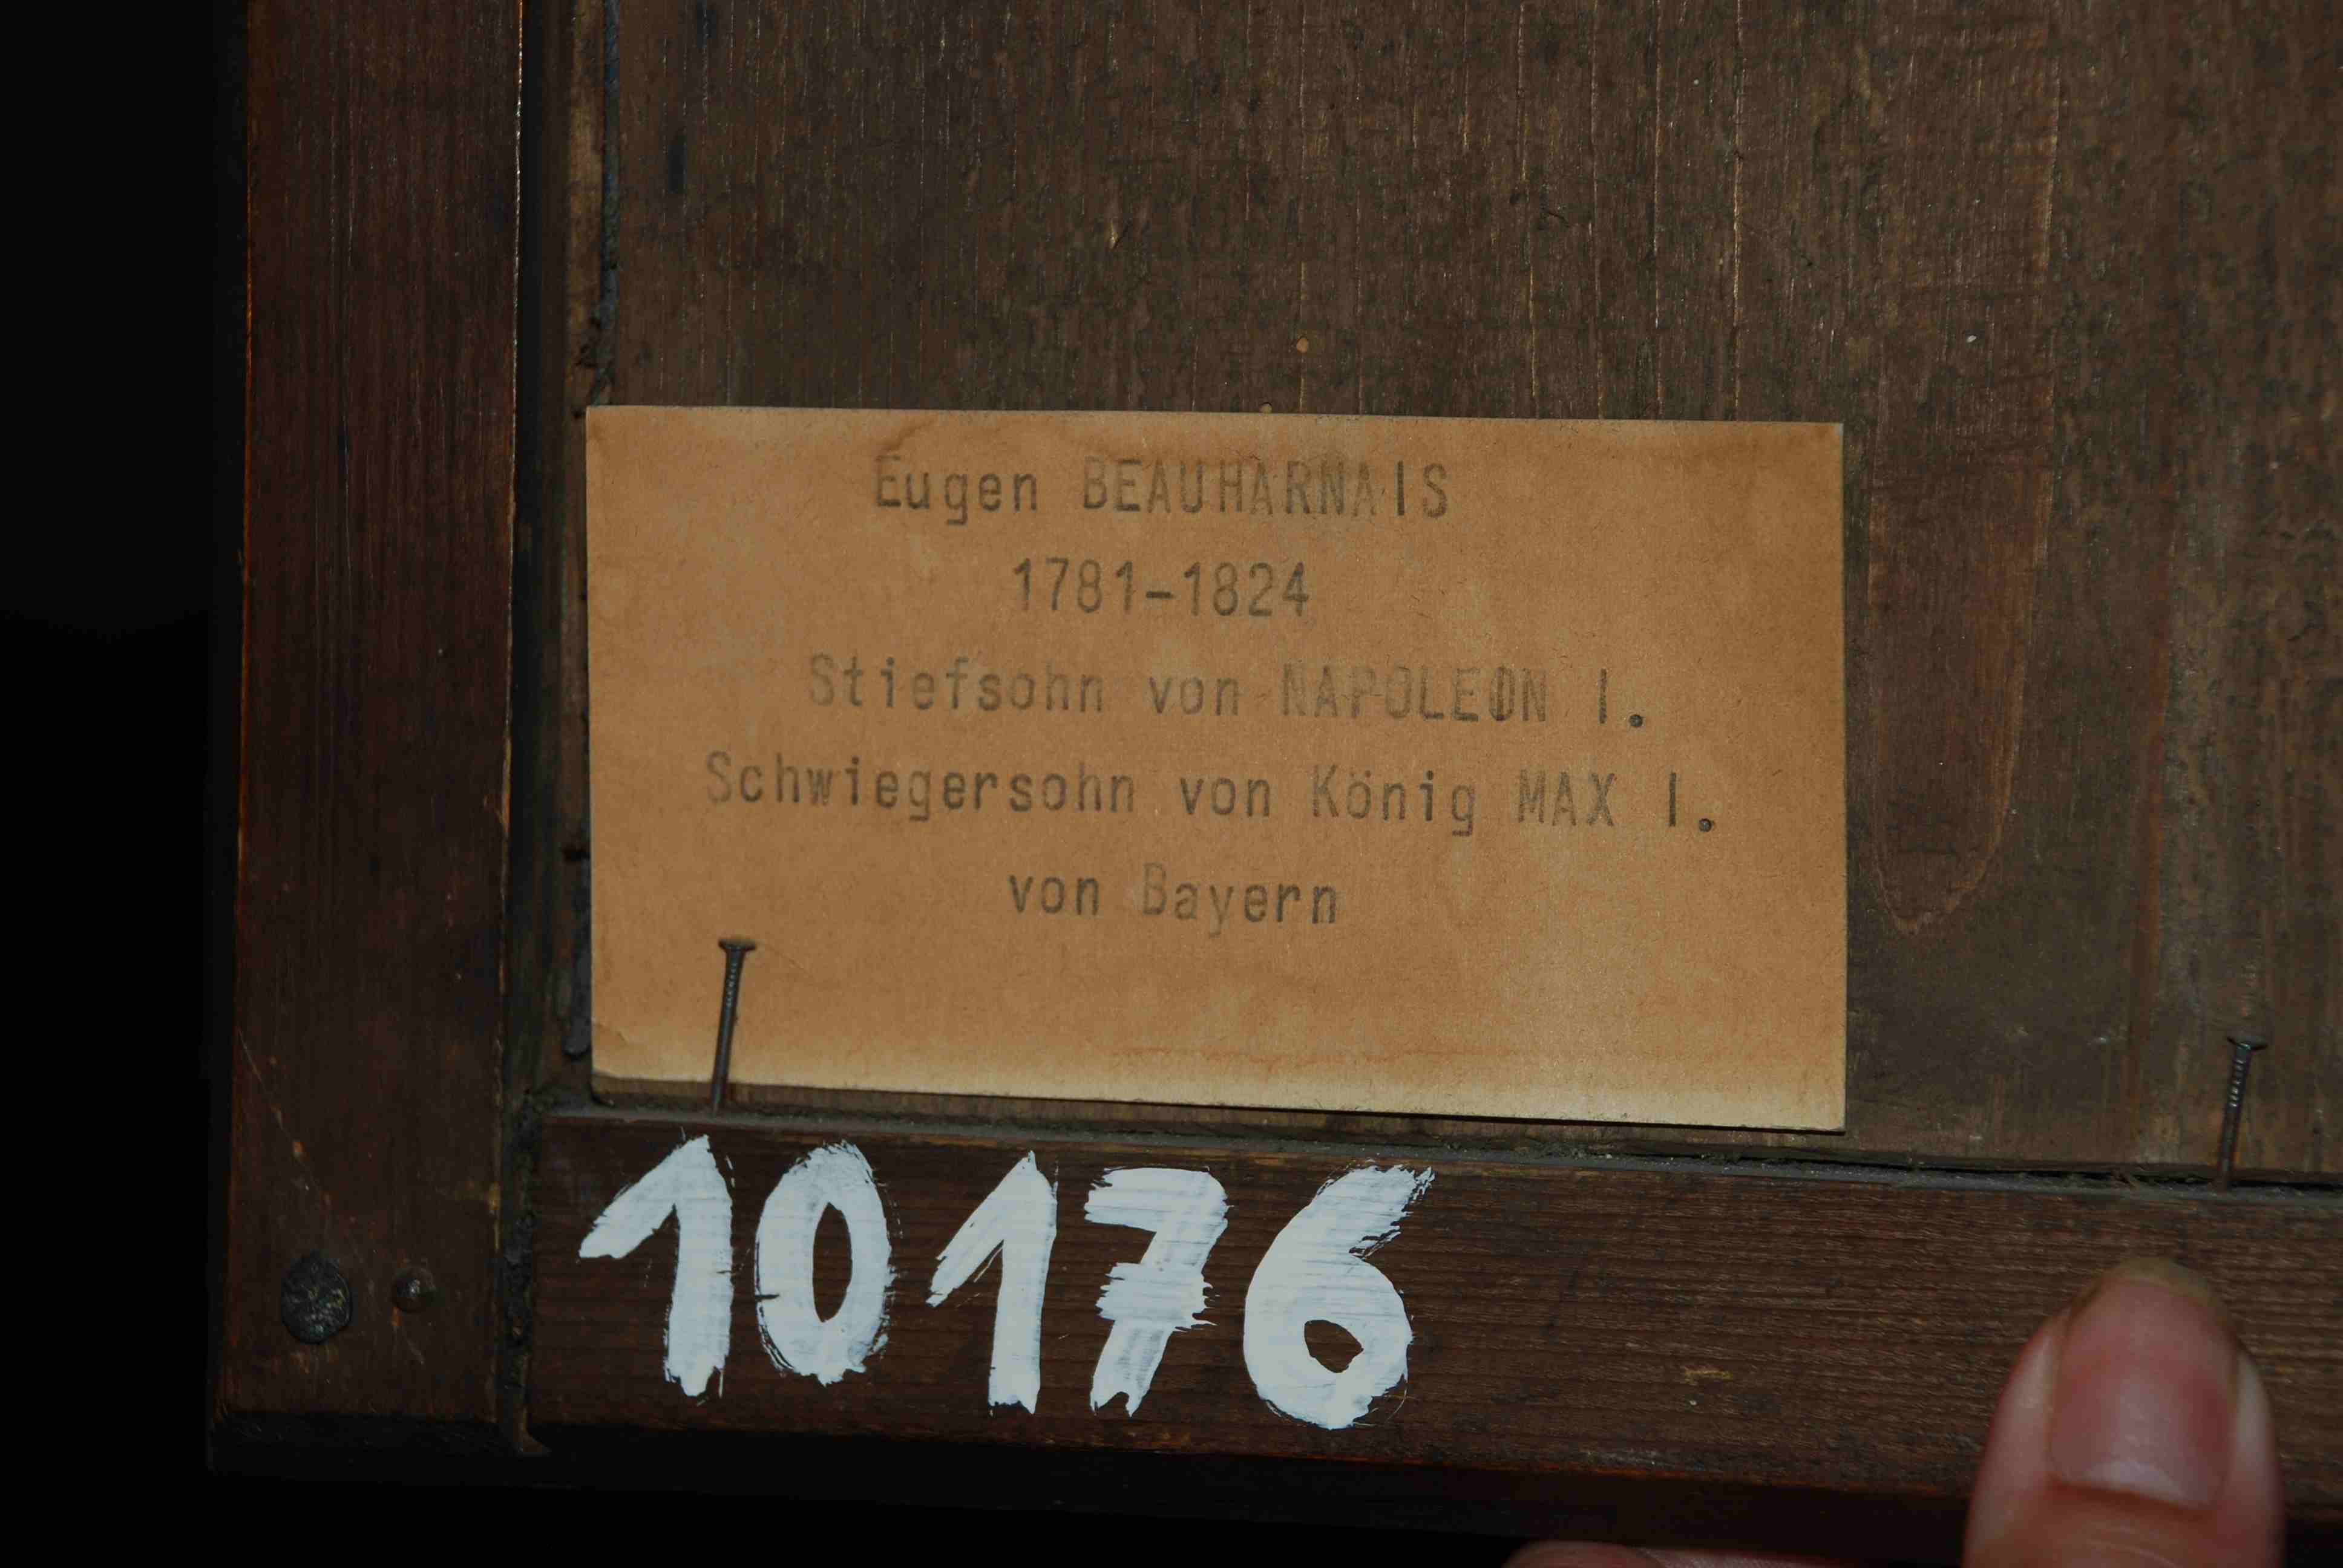 Eugen BEAUHARNAIS
1781-1824
Stiefsohn von NAPOLEON I.
Schwiegersohn von König MAX I.
von Bayern
10176